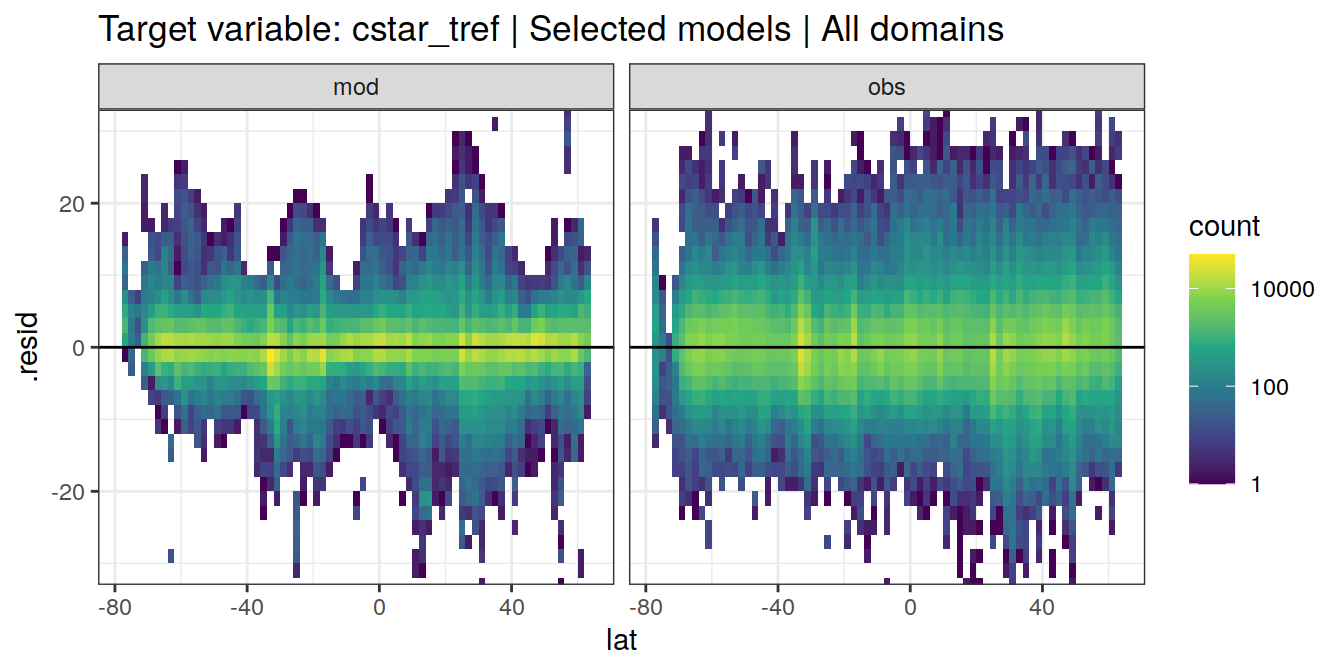 Target variable: cstar_tref | Selected models | All domains
mod
obs
.resid
20
0
-20
-80
-40
0
40
-80
-40
0
40
lat
count
10000
100
1